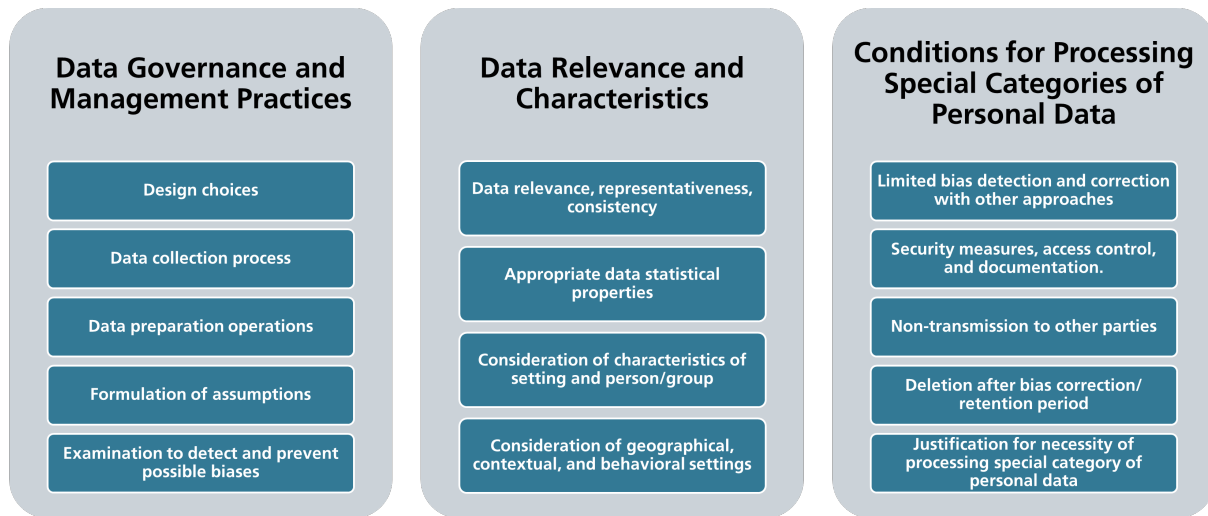 Data Governance and
Management Practices
Design choices
Data collection process
Data preparation operations
Formulation of assumptions
Examination to detect and prevent
possible biases
Data Relevance and
Characteristics
Data relevance, representativeness,
consistency
Appropriate data statistical
properties
Consideration of characteristics of
setting and person/group
Consideration of geographical,
contextual, and behavioral settings
Conditions for Processing
Special Categories of
Personal Data
Limited bias detection and correction
with other approaches
Security measures, access control,
and documentation.
Non-transmission to other parties
Deletion after bias correction/
retention period
Justification for necessity of
processing special category of
personal data